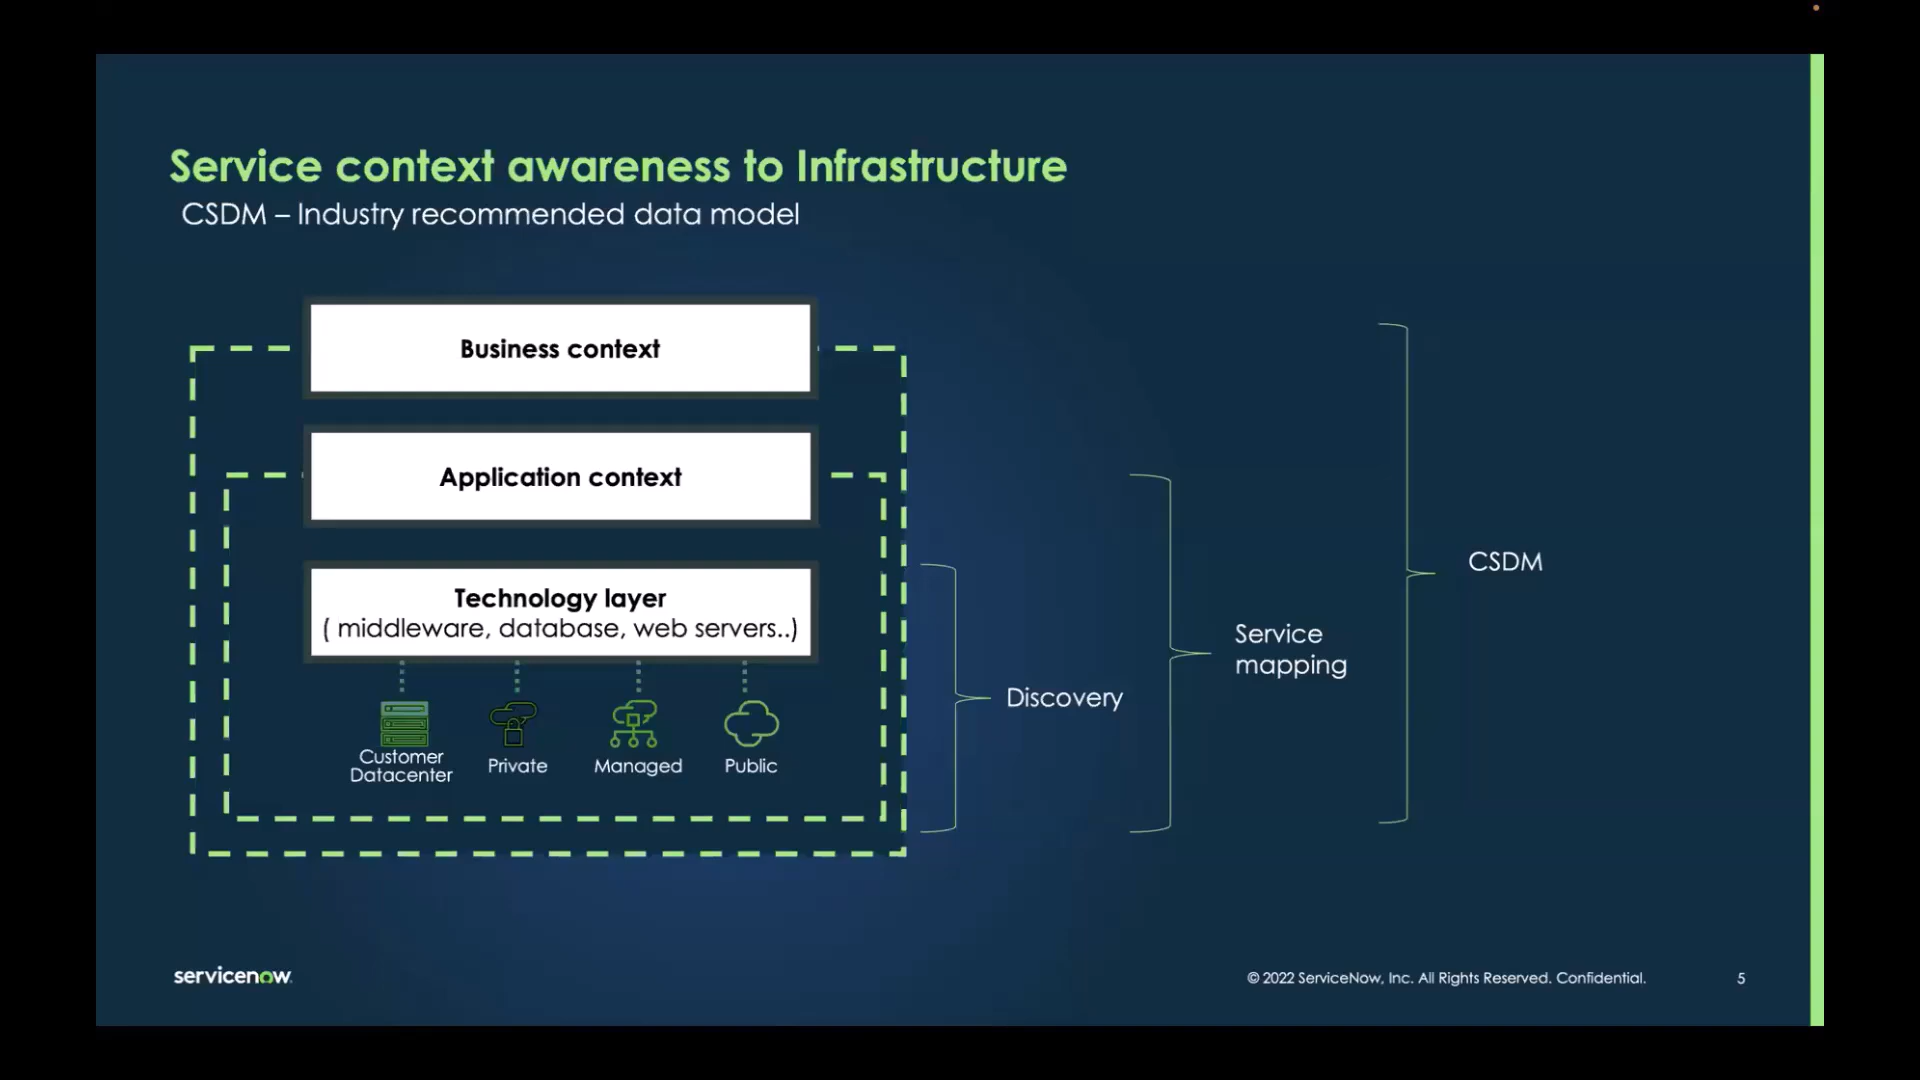 Service context awareness to Infrastructure
CSDM – Industry recommended data model
Business context
Application context
Technology layer
( middleware, database, web servers..)
Customer
Datacenter
Private
Managed
Public
Discovery
Service
mapping
CSDM
servicenow
© 2022 ServiceNow, Inc. All Rights Reserved. Confidential.
5